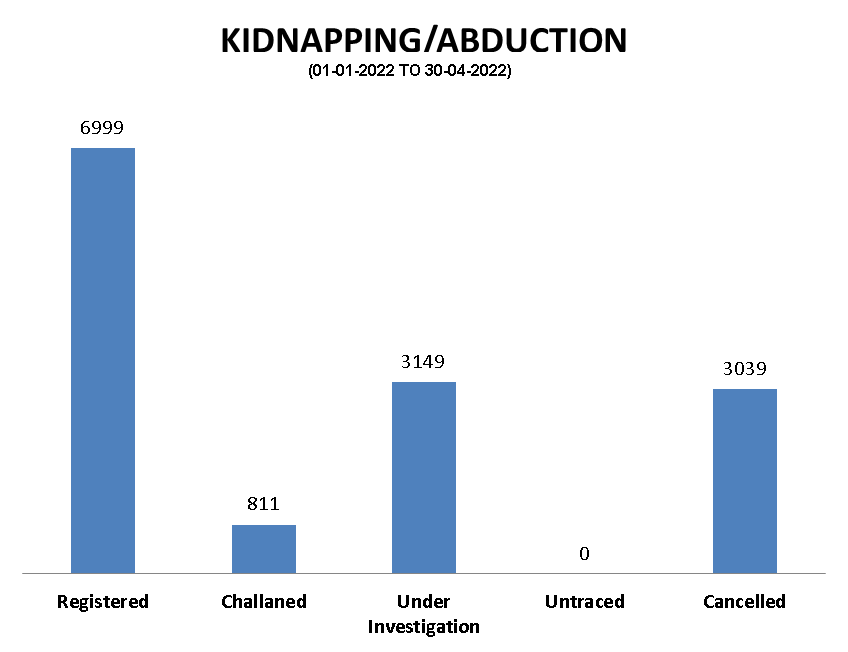 KIDNAPPING/ABDUCTION
(01-01-2022 TO 30-04-2022)
6999
811
3149
0
3039
Registered
Challaned
Under
Investigation
Untraced
Cancelled